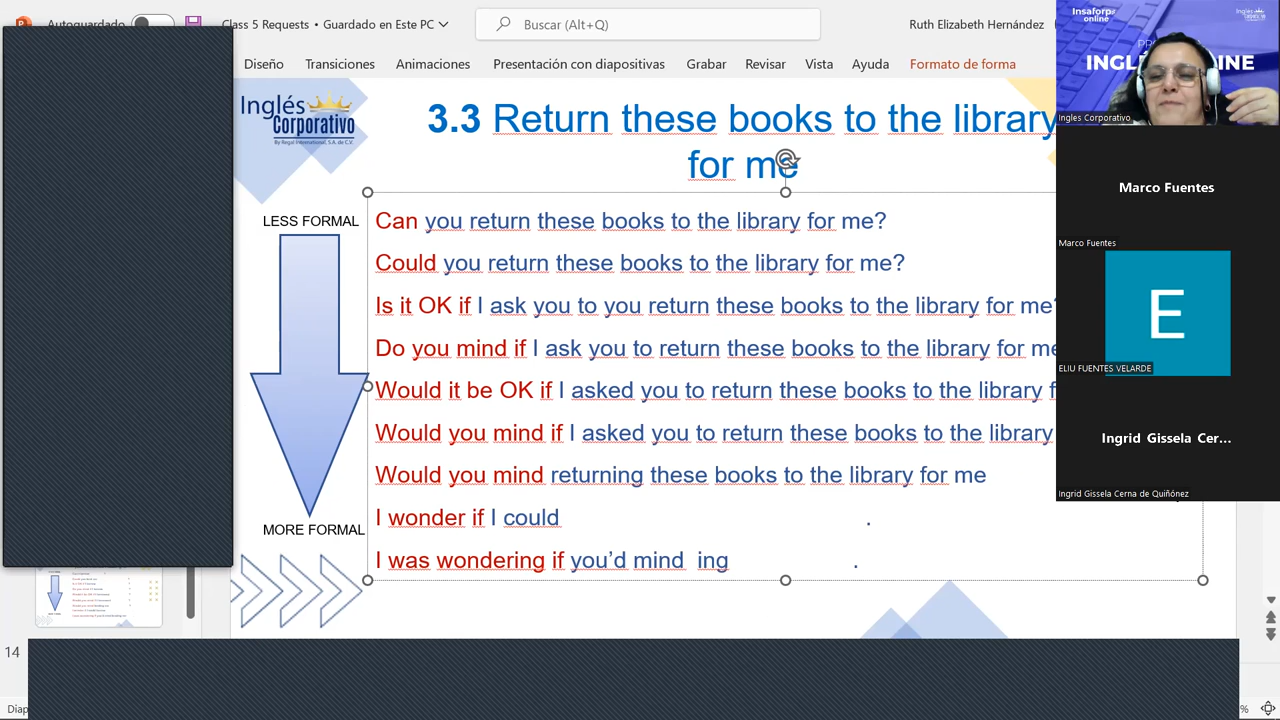 Autoguardado
Class 5 Requests • Guardado en Este PC
Buscar (Alt+Q)
Ruth Elizabeth Hernández
Diseño Transiciones Animaciones Presentación con diapositivas Grabar Revisar Vista Ayuda Formato de forma
Inglés
Corporativo
By Regal International, S.A. de C.V.
3.3 Return these books to the library
for me
LESS FORMAL
Can you return these books to the library for me?
Could you return these books to the library for me?
Is it OK if I ask you to you return these books to the library for me?
Do you mind if I ask you to return these books to the library for me
Would it be OK if I asked you to return these books to the library f
Would you mind if I asked you to return these books to the library
Would you mind returning these books to the library for me
I wonder if I could .
I was wondering if you'd mind ing .
MORE FORMAL
14
Diap
%
Insaforp
online
INGL INE
Ingles Corporativo
Marco Fuentes
Marco Fuentes
E
ELIU FUENTES VELARDE
Ingrid Gissela Cer...
Ingrid Gissela Cerna de Quiñónez